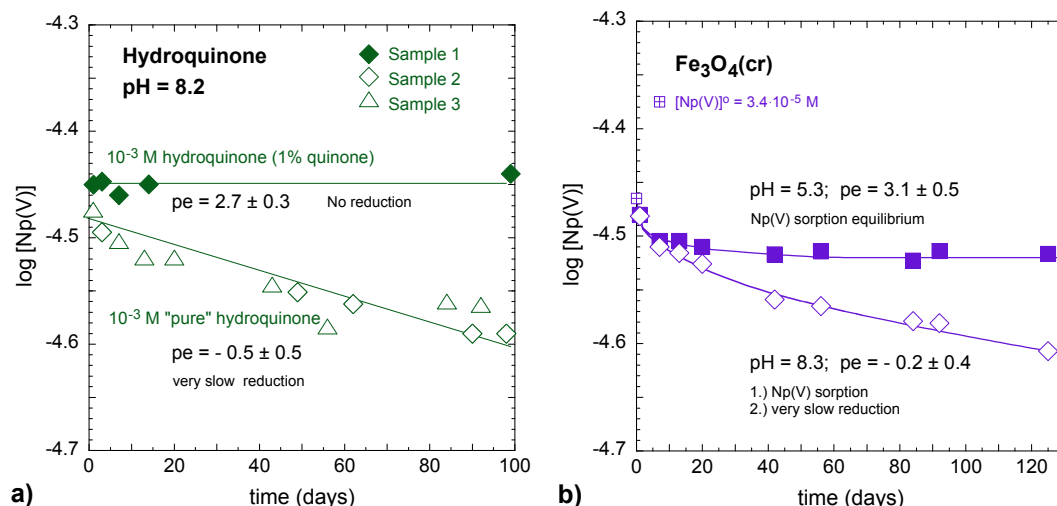 -4.3
-4.4
-4.5
-4.6
-4.7
log [Np(V)]
Hydroquinone
pH = 8.2
Sample 1
Sample 2
Sample 3
10⁻³ M hydroquinone (1% quinone)
pe = 2.7 ± 0.3 No reduction
10⁻³ M "pure" hydroquinone
pe = - 0.5 ± 0.5
very slow reduction
0 20 40 60 80 100
time (days)
a)
-4.3
-4.4
-4.5
-4.6
-4.7
log [Np(V)]
Fe₃O₄(cr)
[Np(V)]º = 3.4·10⁻⁵ M
pH = 5.3; pe = 3.1 ± 0.5
Np(V) sorption equilibrium
pH = 8.3; pe = - 0.2 ± 0.4
1.) Np(V) sorption
2.) very slow reduction
0 20 40 60 80 100 120
time (days)
b)